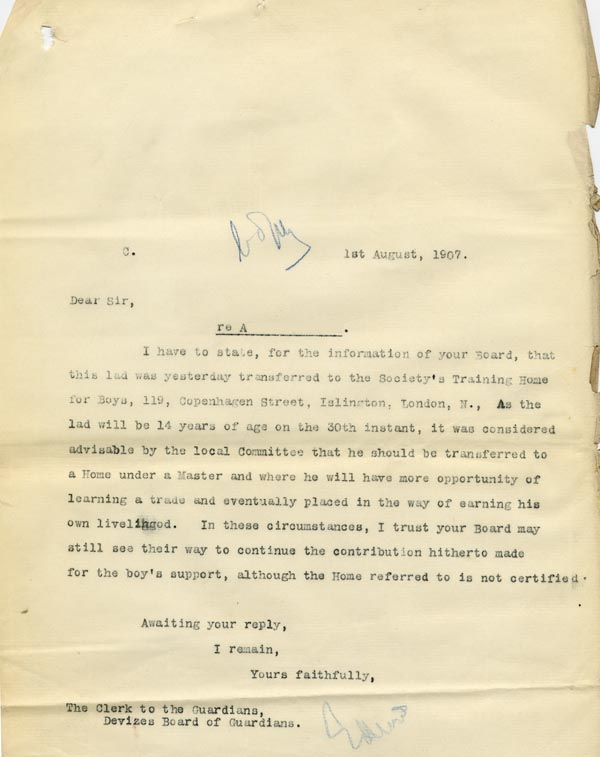 Copy
C. 1st August, 1907.
Dear Sir,
re A____________.
I have to state, for the information of your Board, that
this lad was yesterday transferred to the Society's Training Home
for Boys, 119, Copenhagen Street, Islington, London, N., As the
lad will be 14 years of age on the 30th instant, it was considered
advisable by the local Committee that he should be transferred to
a Home under a Master and where he will have more opportunity of
learning a trade and eventually placed in the way of earning his
own livelihood. In these circumstances, I trust your Board may
still see their way to continue the contribution hitherto made
for the boy's support, although the Home referred to is not certified.
Awaiting your reply,
I remain,
Yours faithfully,
The Clerk to the Guardians,
Devizes Board of Guardians.